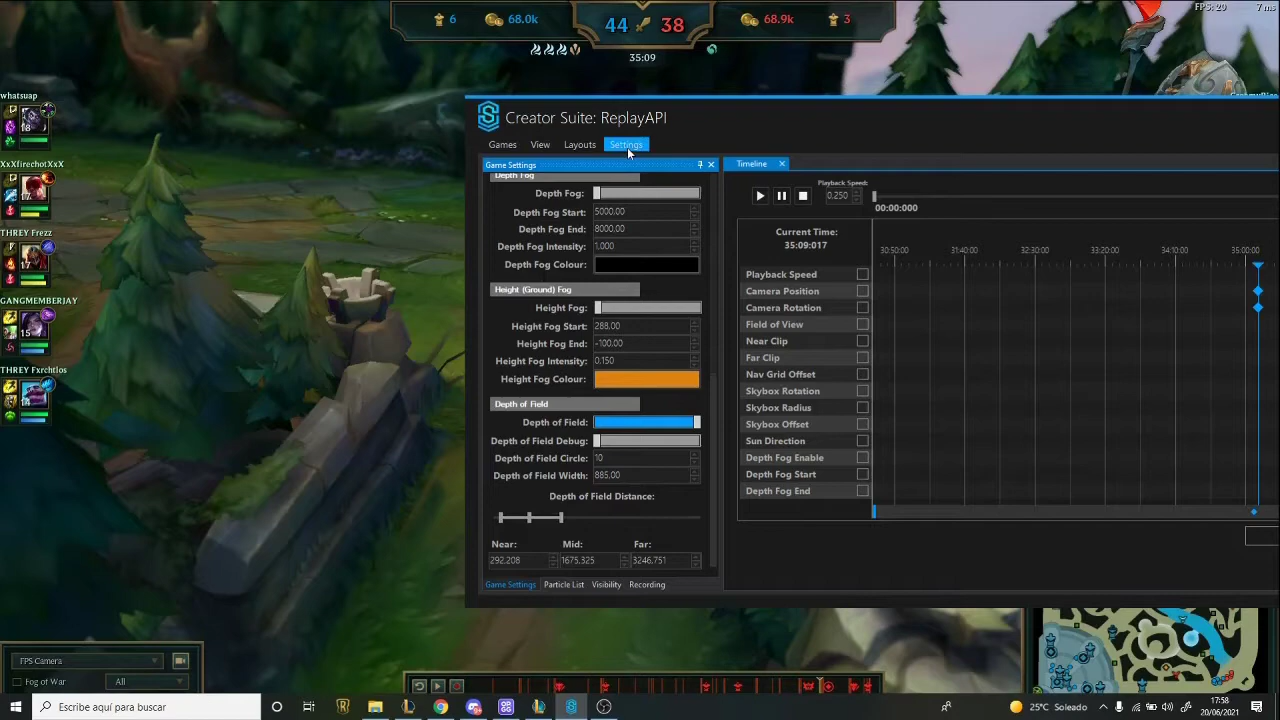 6 68.0k 44 38 68.9k 3
FPS: 20 7 ms
35:09
whatsuap
18
XxXfirechotXxX
THREY Frezz
GANGMEMBERJAY
15
THREY Fxrchtlos
Creator Suite: ReplayAPI
Games View Layouts Settings
Game Settings
Depth Fog
Depth Fog:
Depth Fog Start: 5000.00
Depth Fog End: 8000.00
Depth Fog Intensity: 1.000
Depth Fog Colour:
Height (Ground) Fog
Height Fog:
Height Fog Start: 288.00
Height Fog End: -100.00
Height Fog Intensity: 0.150
Height Fog Colour:
Depth of Field
Depth of Field:
Depth of Field Debug:
Depth of Field Circle: 10
Depth of Field Width: 885.00
Depth of Field Distance:
Near: Mid: Far:
292.208 1675.325 3246.751
Game Settings Particle List Visibility Recording
Timeline
Playback Speed:
0.250
00:00:000
Current Time:
35:09:017
30:50:00 31:40:00 32:30:00 33:20:00 34:10:00 35:00:00
Playback Speed
Camera Position
Camera Rotation
Field of View
Near Clip
Far Clip
Nav Grid Offset
Skybox Rotation
Skybox Radius
Skybox Offset
Sun Direction
Depth Fog Enable
Depth Fog Start
Depth Fog End
FPS Camera
Fog of War All
Escribe aquí para buscar
25°C Soleado
17:58
20/06/2021